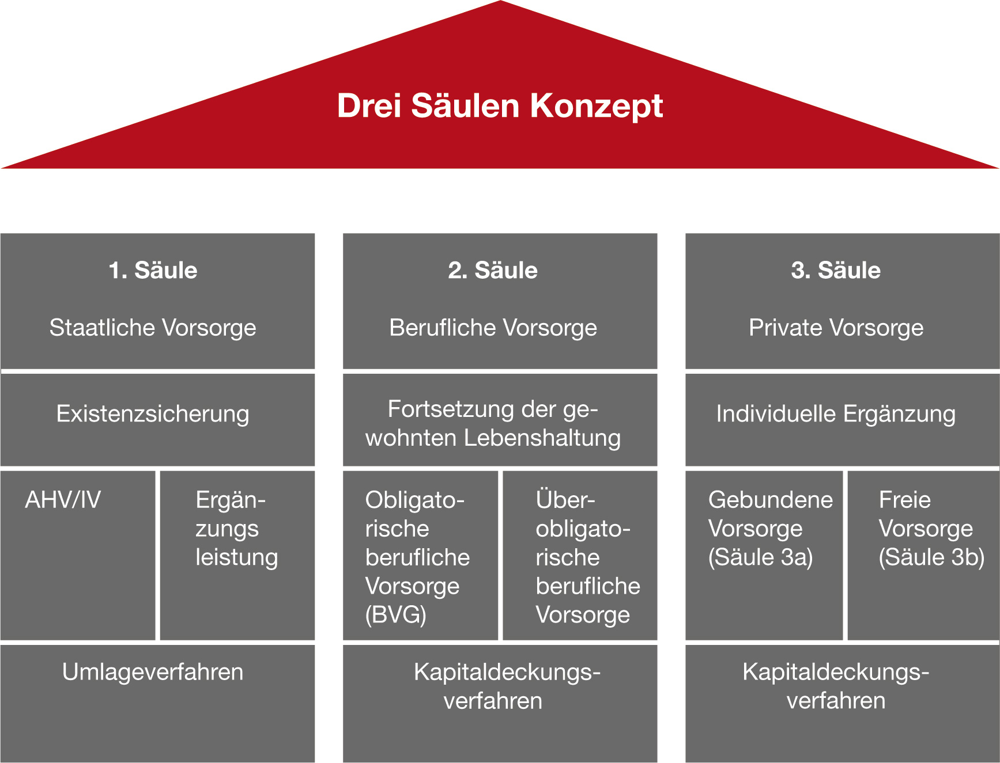 Drei Säulen Konzept
1. Säule
Staatliche Vorsorge
Existenzsicherung
AHV/IV
Ergän-
zungs
leistung
Umlageverfahren
2. Säule
Berufliche Vorsorge
Fortsetzung der ge-
wohnten Lebenshaltung
Obligato-
rische
berufliche
Vorsorge
(BVG)
Über-
obligato-
rische
berufliche
Vorsorge
Kapitaldeckungs-
verfahren
3. Säule
Private Vorsorge
Individuelle Ergänzung
Gebundene
Vorsorge
(Säule 3a)
Freie
Vorsorge
(Säule 3b)
Kapitaldeckungs-
verfahren